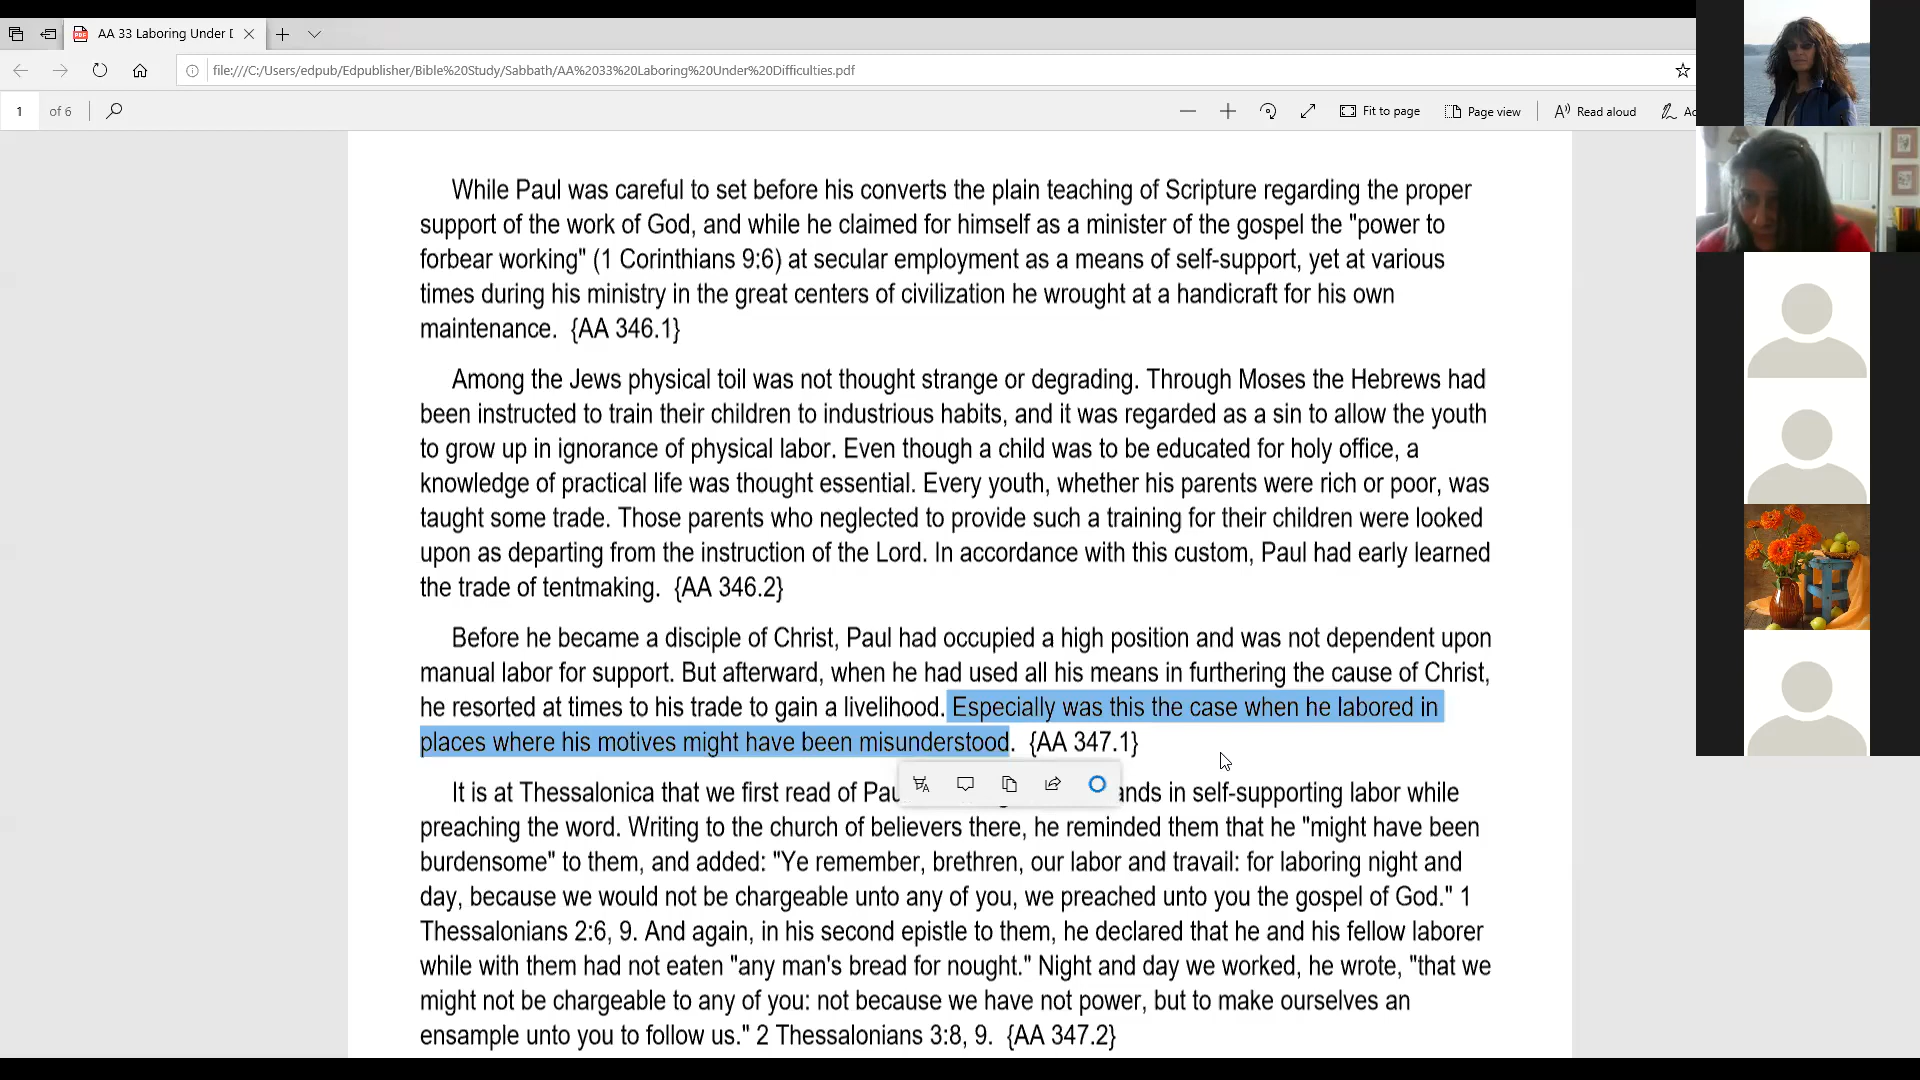 AA 33 Laboring Under
file:///C:/Users/edpub/Edpublisher/Bible%20Study/Sabbath/AA%2033%20Laboring%20Under%20Difficulties.pdf
1 of 6
Fit to page
Page view
Read aloud
While Paul was careful to set before his converts the plain teaching of Scripture regarding the proper
support of the work of God, and while he claimed for himself as a minister of the gospel the "power to
forbear working" (1 Corinthians 9:6) at secular employment as a means of self-support, yet at various
times during his ministry in the great centers of civilization he wrought at a handicraft for his own
maintenance. {AA 346.1}
Among the Jews physical toil was not thought strange or degrading. Through Moses the Hebrews had
been instructed to train their children to industrious habits, and it was regarded as a sin to allow the youth
to grow up in ignorance of physical labor. Even though a child was to be educated for holy office, a
knowledge of practical life was thought essential. Every youth, whether his parents were rich or poor, was
taught some trade. Those parents who neglected to provide such a training for their children were looked
upon as departing from the instruction of the Lord. In accordance with this custom, Paul had early learned
the trade of tentmaking. {AA 346.2}
Before he became a disciple of Christ, Paul had occupied a high position and was not dependent upon
manual labor for support. But afterward, when he had used all his means in furthering the cause of Christ,
he resorted at times to his trade to gain a livelihood. Especially was this the case when he labored in
places where his motives might have been misunderstood. {AA 347.1}
It is at Thessalonica that we first read of in self-supporting labor while
preaching the word. Writing to the church of believers there, he reminded them that he "might have been
burdensome" to them, and added: "Ye remember, brethren, our labor and travail: for laboring night and
day, because we would not be chargeable unto any of you, we preached unto you the gospel of God." 1
Thessalonians 2:6, 9. And again, in his second epistle to them, he declared that he and his fellow laborer
while with them had not eaten "any man's bread for nought." Night and day we worked, he wrote, "that we
might not be chargeable to any of you: not because we have not power, but to make ourselves an
ensample unto you to follow us." 2 Thessalonians 3:8, 9. {AA 347.2}